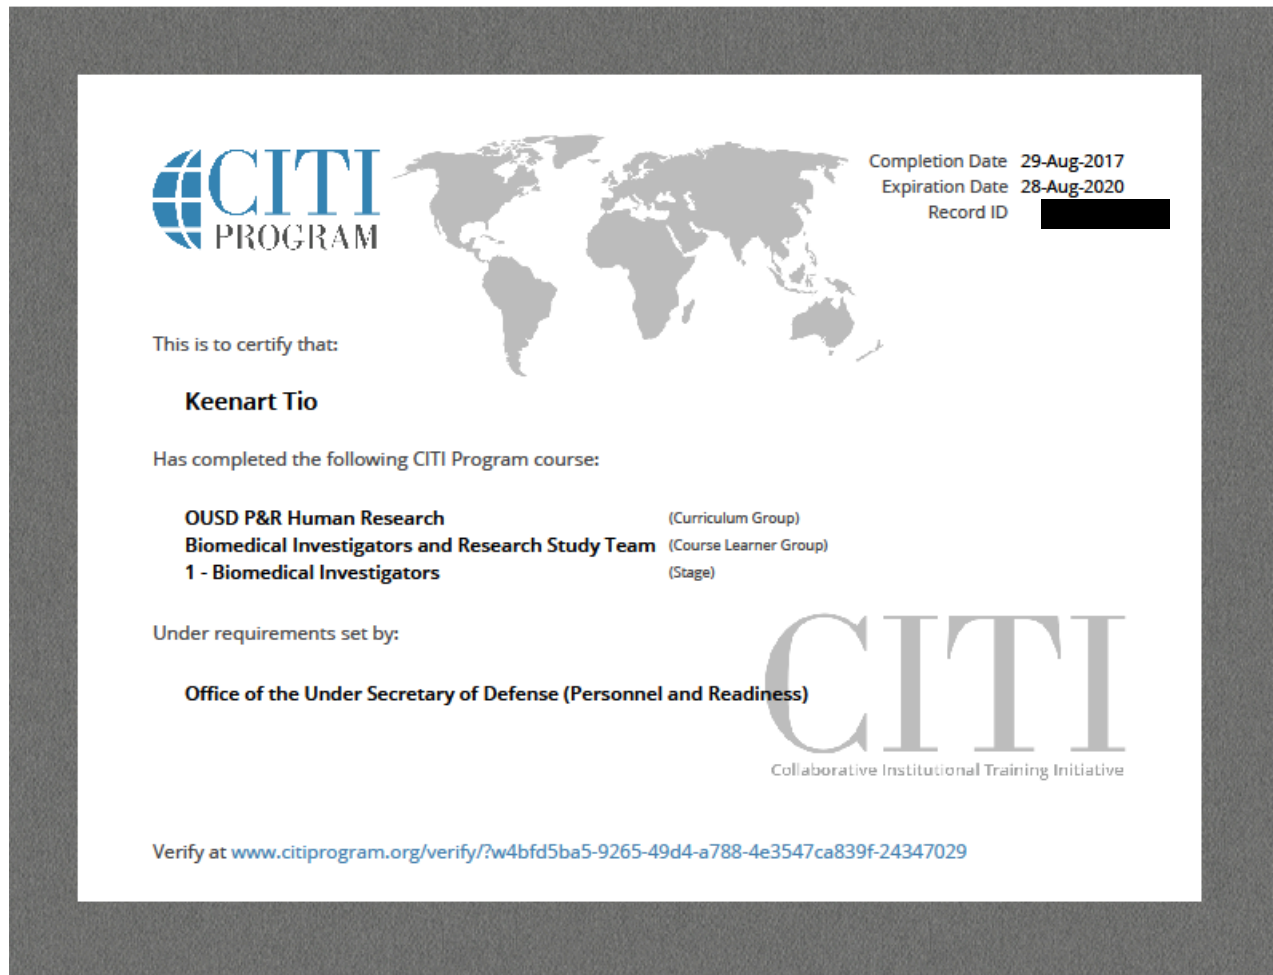 CITI
PROGRAM
Completion Date 29-Aug-2017
Expiration Date 28-Aug-2020
Record ID
This is to certify that:
Keenart Tio
Has completed the following CITI Program course:
OUSD P&R Human Research (Curriculum Group)
Biomedical Investigators and Research Study Team (Course Learner Group)
1 - Biomedical Investigators (Stage)
Under requirements set by:
Office of the Under Secretary of Defense (Personnel and Readiness)
CITI
Collaborative Institutional Training Initiative
Verify at www.citiprogram.org/verify/?w4bfd5ba5-9265-49d4-a788-4e3547ca839f-24347029